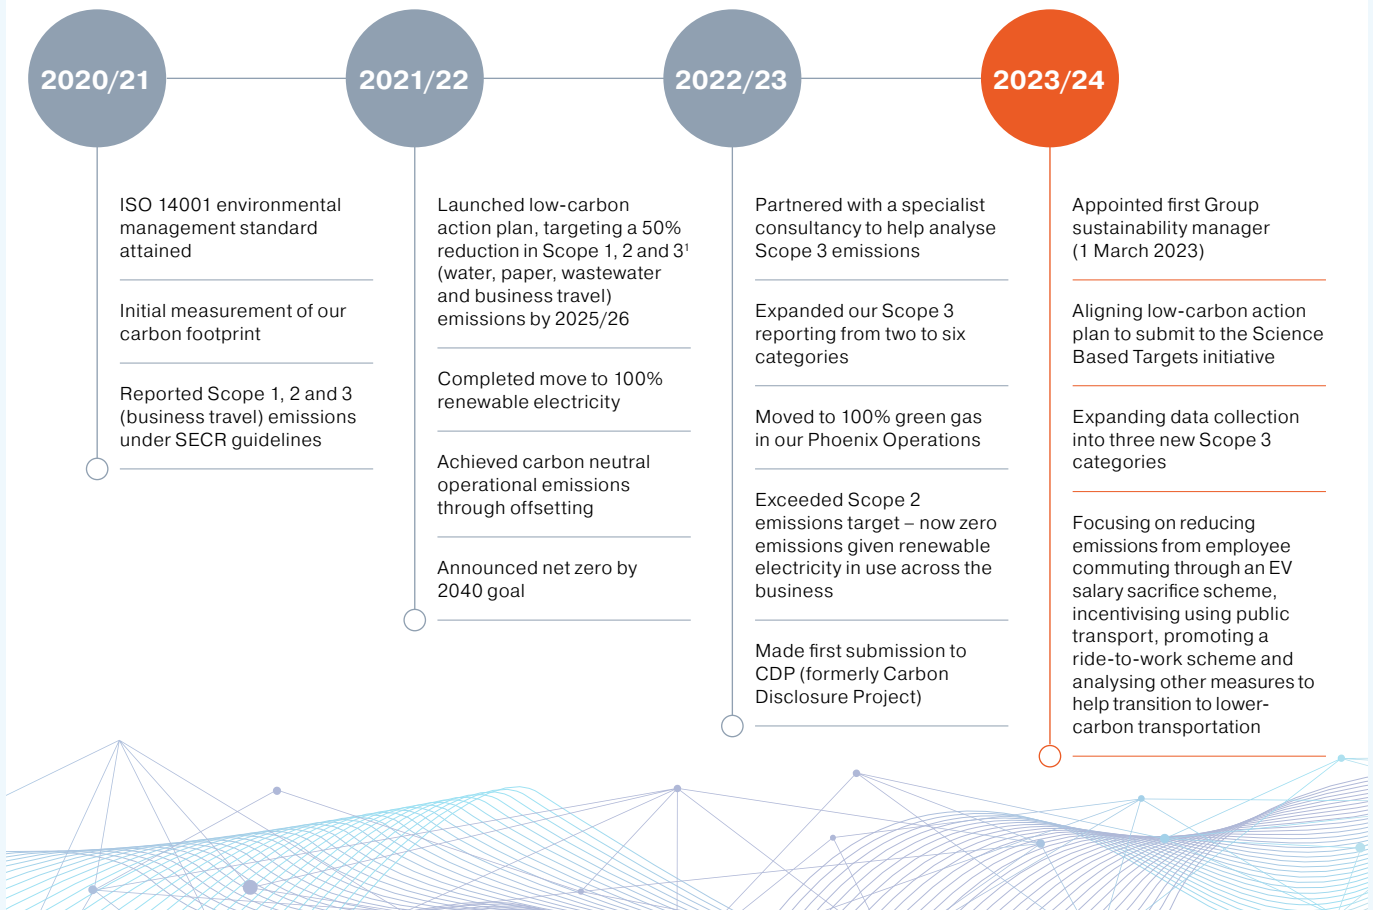 2020/21
ISO 14001 environmental
management standard
attained
Initial measurement of our
carbon footprint
Reported Scope 1, 2 and 3
(business travel) emissions
under SECR guidelines
2021/22
Launched low-carbon
action plan, targeting a 50%
reduction in Scope 1, 2 and 3¹
(water, paper, wastewater
and business travel)
emissions by 2025/26
Completed move to 100%
renewable electricity
Achieved carbon neutral
operational emissions
through offsetting
Announced net zero by
2040 goal
2022/23
Partnered with a specialist
consultancy to help analyse
Scope 3 emissions
Expanded our Scope 3
reporting from two to six
categories
Moved to 100% green gas
in our Phoenix Operations
Exceeded Scope 2
emissions target – now zero
emissions given renewable
electricity in use across the
business
Made first submission to
CDP (formerly Carbon
Disclosure Project)
2023/24
Appointed first Group
sustainability manager
(1 March 2023)
Aligning low-carbon action
plan to submit to the Science
Based Targets initiative
Expanding data collection
into three new Scope 3
categories
Focusing on reducing
emissions from employee
commuting through an EV
salary sacrifice scheme,
incentivising using public
transport, promoting a
ride-to-work scheme and
analysing other measures to
help transition to lower-
carbon transportation